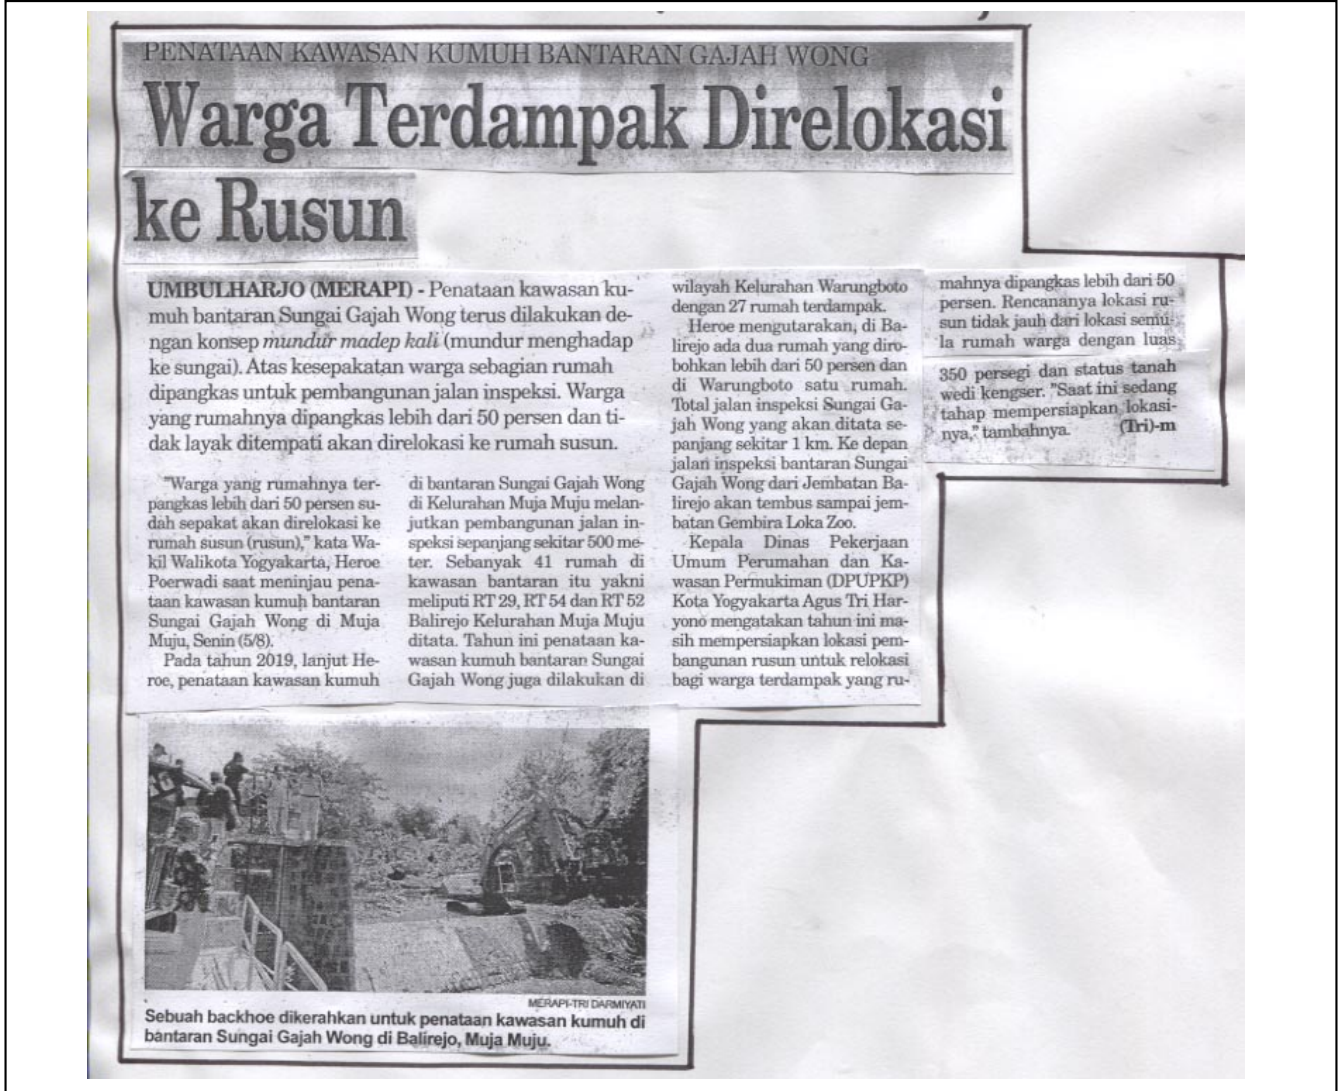 PENATAAN KAWASAN KUMUH BANTARAN GAJAH WONG
Warga Terdampak Direlokasi
ke Rusun
UMBULHARJO (MERAPI) - Penataan kawasan ku-
muh bantaran Sungai Gajah Wong terus dilakukan de-
ngan konsep mundur madep kali (mundur menghadap
ke sungai). Atas kesepakatan warga sebagian rumah
dipangkas untuk pembangunan jalan inspeksi. Warga
yang rumahnya dipangkas lebih dari 50 persen dan ti-
dak layak ditempati akan direlokasi ke rumah susun.
"Warga yang rumahnya ter-
pangkas lebih dari 50 persen su-
dah sepakat akan direlokasi ke
rumah susun (rusun)," kata Wa-
kil Walikota Yogyakarta, Heroe
Poerwadi saat meninjau pena-
taan kawasan kumuh bantaran
Sungai Gajah Wong di Muja
Muju, Senin (5/8).
Pada tahun 2019, lanjut He-
roe, penataan kawasan kumuh
di bantaran Sungai Gajah Wong
di Kelurahan Muja Muju melan-
jutkan pembangunan jalan in-
speksi sepanjang sekitar 500 me-
ter. Sebanyak 41 rumah di
kawasan bantaran itu yakni
meliputi RT 29, RT 54 dan RT 52
Balirejo Kelurahan Muja Muju
ditata. Tahun ini penataan ka-
wasan kumuh bantaran Sungai
Gajah Wong juga dilakukan di
wilayah Kelurahan Warungboto
dengan 27 rumah terdampak.
Heroe mengutarakan, di Ba-
lirejo ada dua rumah yang diro-
bohkan lebih dari 50 persen dan
di Warungboto satu rumah.
Total jalan inspeksi Sungai Ga-
jah Wong yang akan ditata se-
panjang sekitar 1 km. Ke depan
jalan inspeksi bantaran Sungai
Gajah Wong dari Jembatan Ba-
lirejo akan tembus sampai jem-
batan Gembira Loka Zoo.
Kepala Dinas Pekerjaan
Umum Perumahan dan Ka-
wasan Permukiman (DPUPKP)
Kota Yogyakarta Agus Tri Har-
yono mengatakan tahun ini ma-
sih mempersiapkan lokasi pem-
bangunan rusun untuk relokasi
bagi warga terdampak yang ru-
mahnya dipangkas lebih dari 50
persen. Rencananya lokasi ru-
sun tidak jauh dari lokasi semu-
la rumah warga dengan luas
350 persegi dan status tanah
wedi kengser. "Saat ini sedang
tahap mempersiapkan lokasi-
nya," tambahnya. (Tri)-m
MERAPI-TRI DARMIYATI
Sebuah backhoe dikerahkan untuk penataan kawasan kumuh di
bantaran Sungai Gajah Wong di Balirejo, Muja Muju.